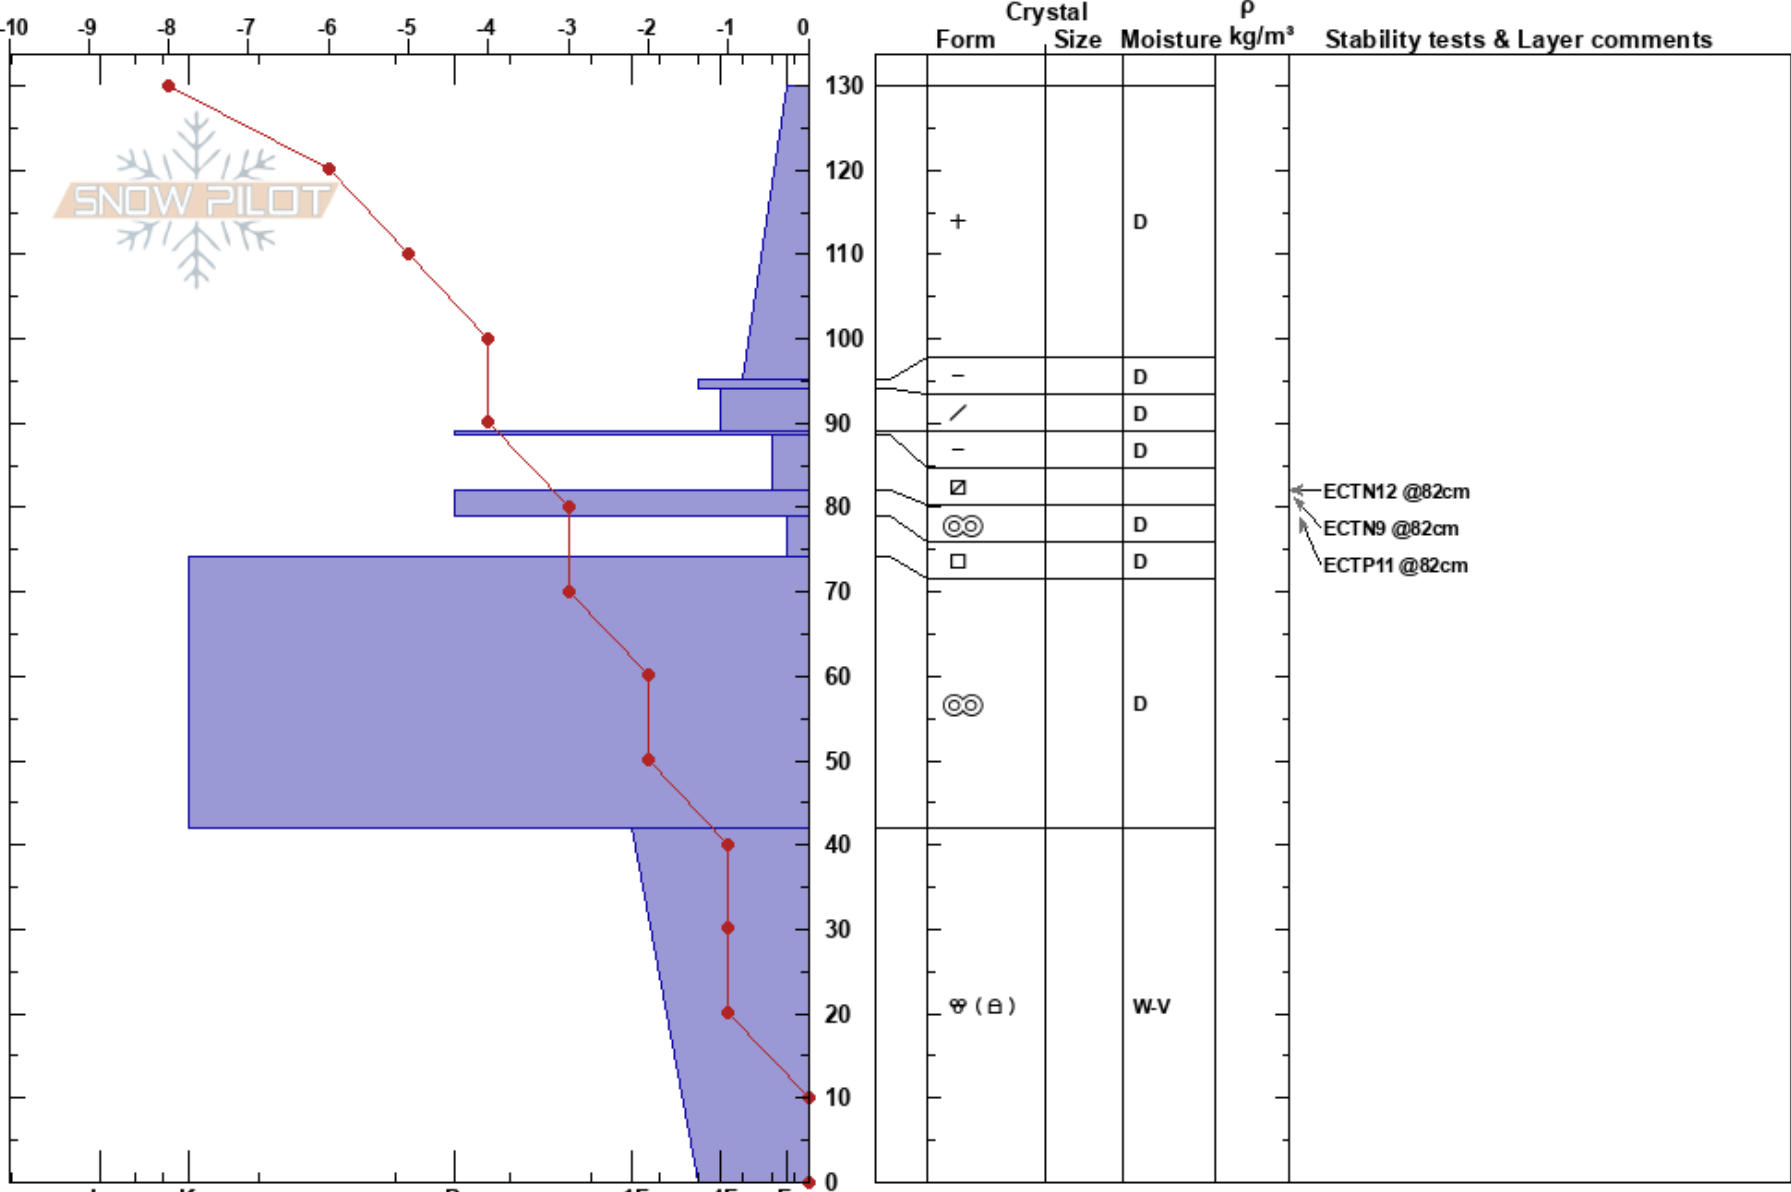 Crystal ρ
-10 -9 -8 -7 -6 -5 -4 -3 -2 -1 0
Form Size Moisture kg/m³ Stability tests & Layer comments
130
120
SNOW PILOT
+ D
110
100
– D
/ D
90
– D
ECTN12 @82cm
80
D ECTN9 @82cm
D ECTP11 @82cm
70
60
D
50
40
30
20
( ) W-V
10
0